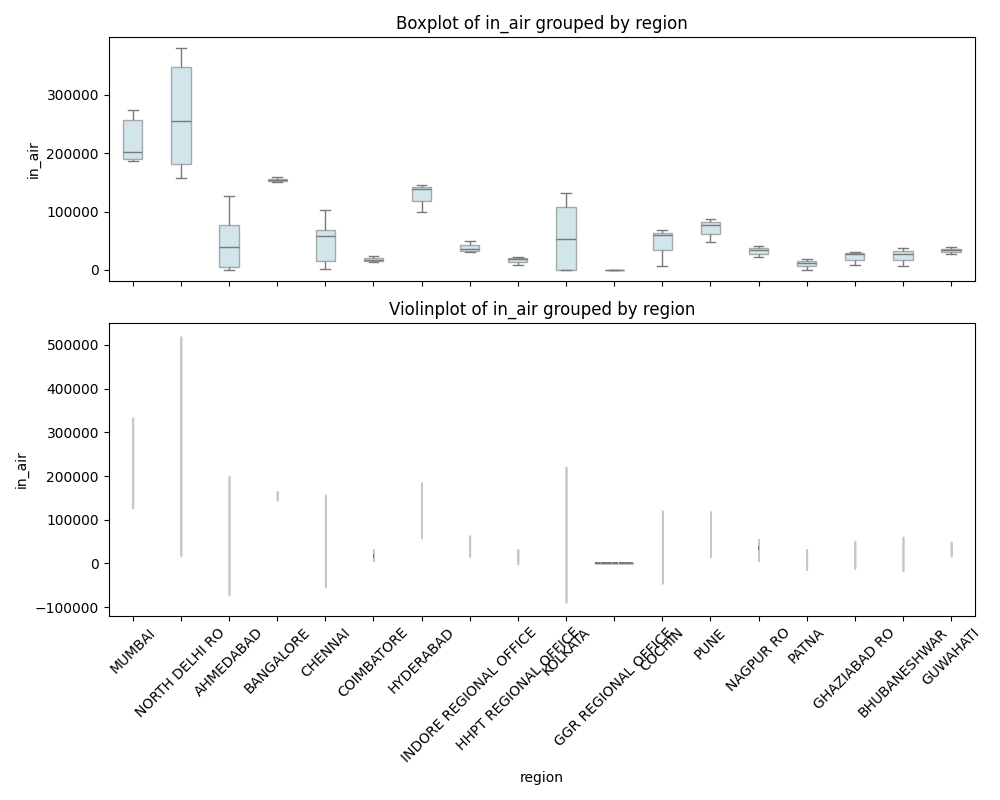 Boxplot of in_air grouped by region
300000
200000
100000
0
in_air
Violinplot of in_air grouped by region
500000
400000
300000
200000
100000
0
−100000
in_air
MUMBAI
NORTH DELHI RO
AHMEDABAD
BANGALORE
CHENNAI
COIMBATORE
HYDERABAD
INDORE REGIONAL OFFICE
HHPT REGIONAL OFFICE
KOLKATA
GGR REGIONAL OFFICE
COCHIN
PUNE
NAGPUR RO
PATNA
GHAZIABAD RO
BHUBANESHWAR
GUWAHATI
region